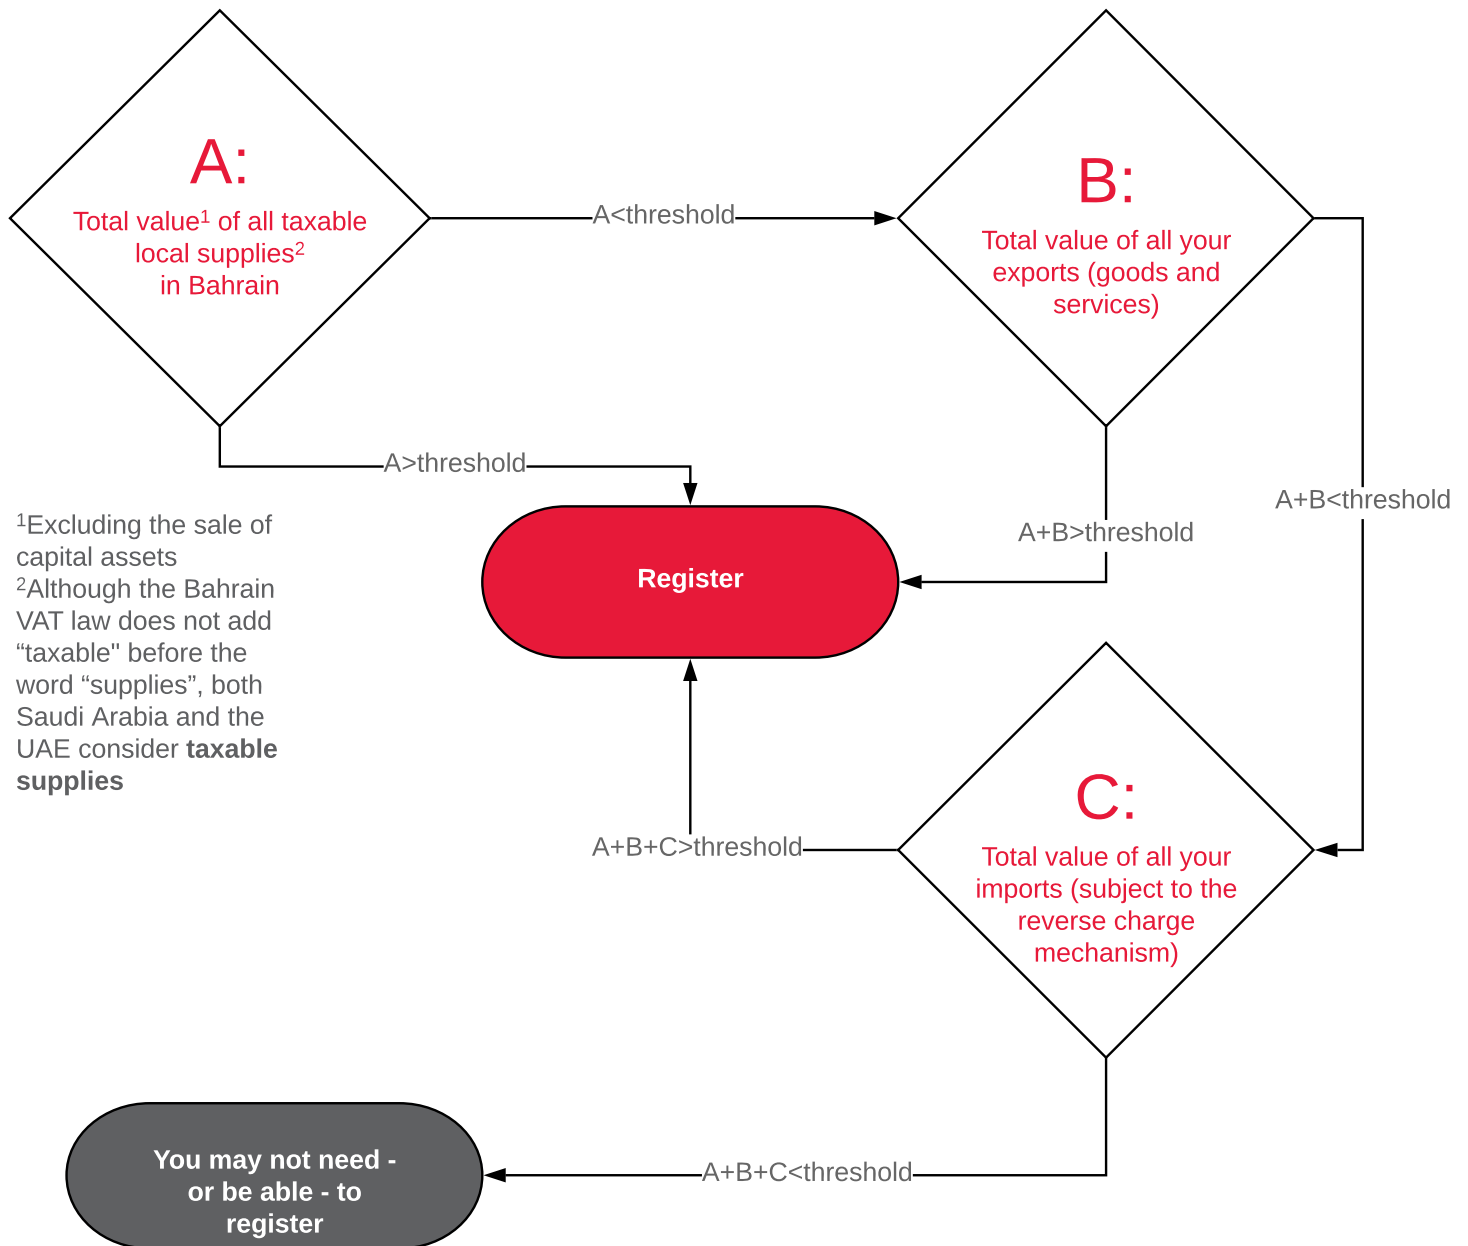 A:
Total value¹ of all taxable
local supplies²
in Bahrain
A<threshold
B:
Total value of all your
exports (goods and
services)
A>threshold
A+B<threshold
A+B>threshold
Register
¹Excluding the sale of
capital assets
²Although the Bahrain
VAT law does not add
“taxable" before the
word “supplies”, both
Saudi Arabia and the
UAE consider taxable
supplies
C:
Total value of all your
imports (subject to the
reverse charge
mechanism)
A+B+C>threshold
You may not need -
or be able - to
register
A+B+C<threshold